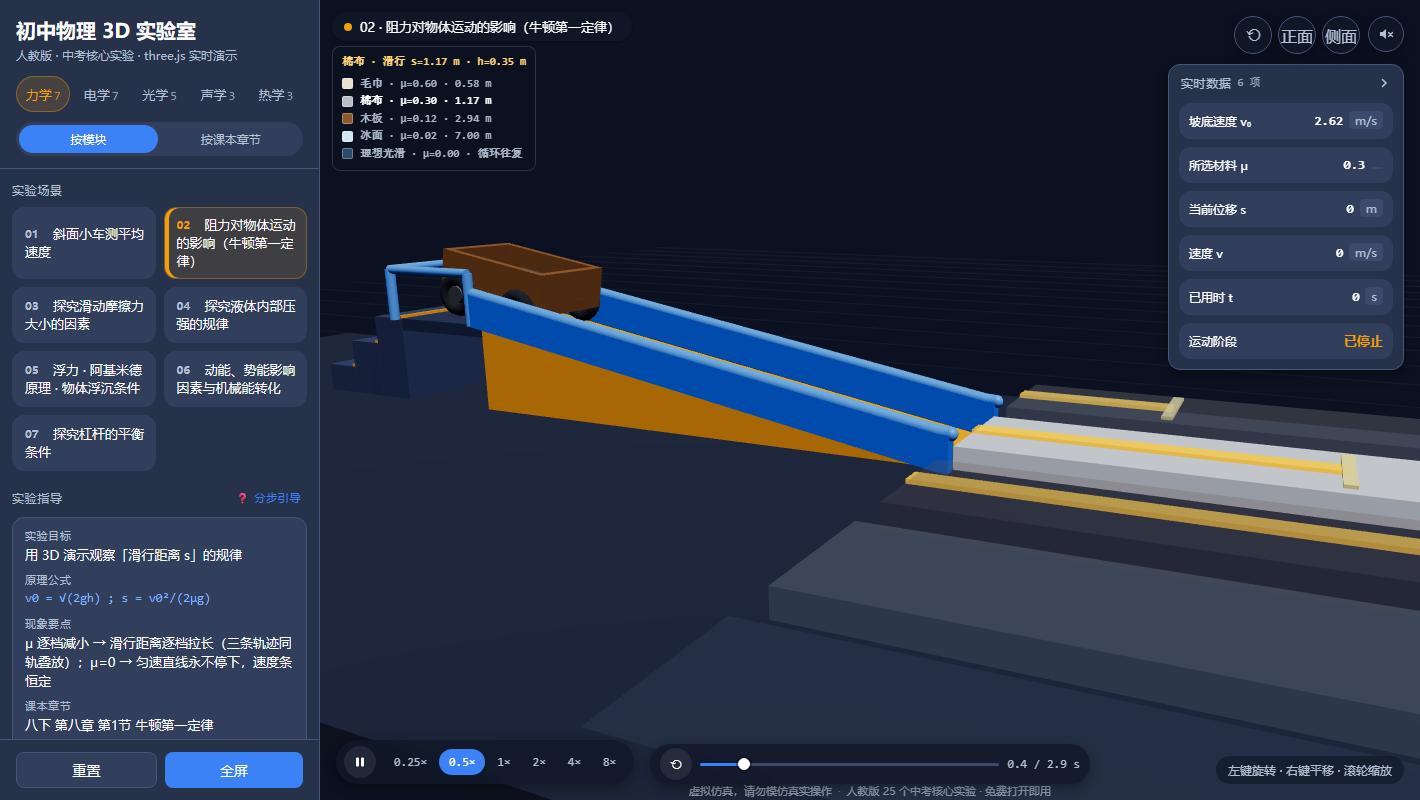 初中物理 3D 实验室
人教版 · 中考核心实验 · three.js 实时演示
力学 7 电学 7 光学 5 声学 3 热学 3
按模块 按课本章节
实验场景
01 斜面小车测平均
速度
02 阻力对物体运动
的影响（牛顿第一定
律）
03 探究滑动摩擦力
大小的因素
04 探究液体内部压
强的规律
05 浮力 · 阿基米德
原理 · 物体浮沉条件
06 动能、势能影响
因素与机械能转化
07 探究杠杆的平衡
条件
实验指导 ❓ 分步引导
实验目标
用 3D 演示观察「滑行距离 s」的规律
原理公式
v0 = √(2gh) ; s = v0²/(2μg)
现象要点
μ 逐档减小 → 滑行距离逐档拉长（三条轨迹同
轨叠放）；μ=0 → 匀速直线永不停下，速度条
恒定
课本章节
八下 第八章 第1节 牛顿第一定律
重置 全屏
02 · 阻力对物体运动的影响（牛顿第一定律）
棉布 · 滑行 s=1.17 m · h=0.35 m
毛巾 · μ=0.60 · 0.58 m
棉布 · μ=0.30 · 1.17 m
木板 · μ=0.12 · 2.94 m
冰面 · μ=0.02 · 7.00 m
理想光滑 · μ=0.00 · 循环往复
正面 侧面
实时数据 6 项
坡底速度 v₀ 2.62 m/s
所选材料 μ 0.3
当前位移 s 0 m
速度 v 0 m/s
已用时 t 0 s
运动阶段 已停止
0.25× 0.5× 1× 2× 4× 8×
0.4 / 2.9 s
虚拟仿真，请勿模仿真实操作 · 人教版 25 个中考核心实验 · 免费打开即用
左键旋转 · 右键平移 · 滚轮缩放